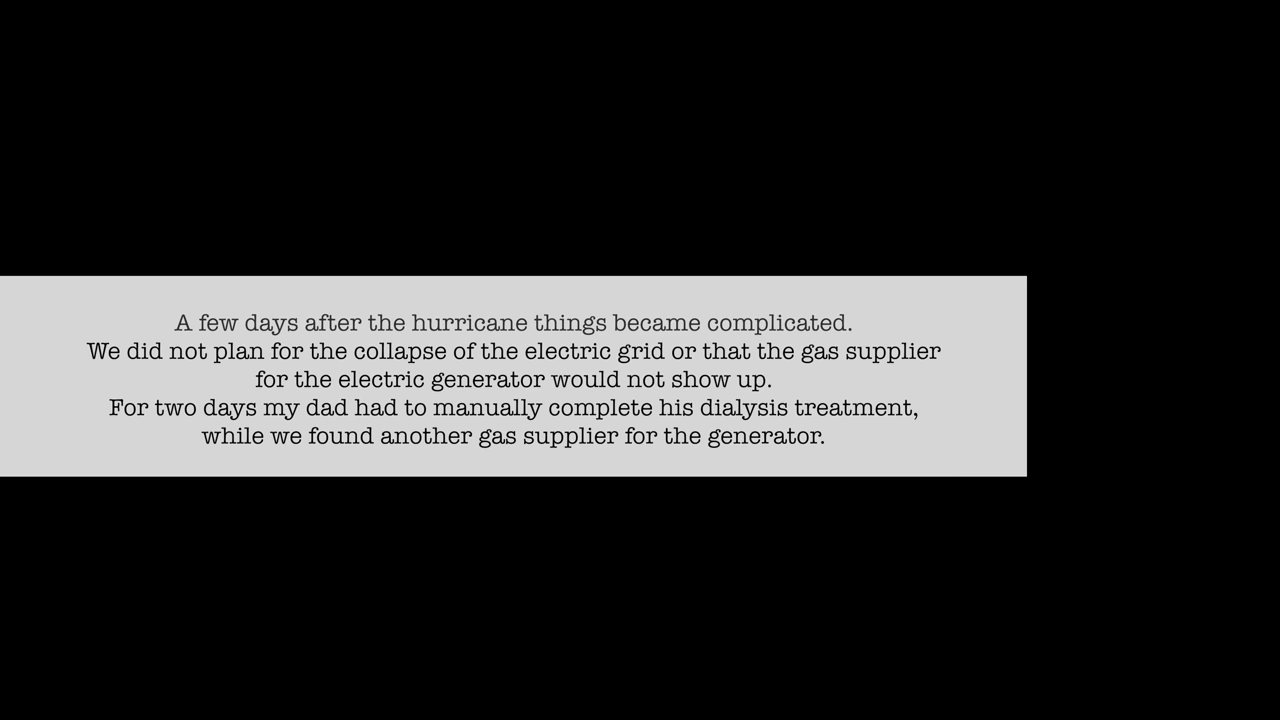 A few days after the hurricane things became complicated.
We did not plan for the collapse of the electric grid or that the gas supplier
for the electric generator would not show up.
For two days my dad had to manually complete his dialysis treatment,
while we found another gas supplier for the generator.